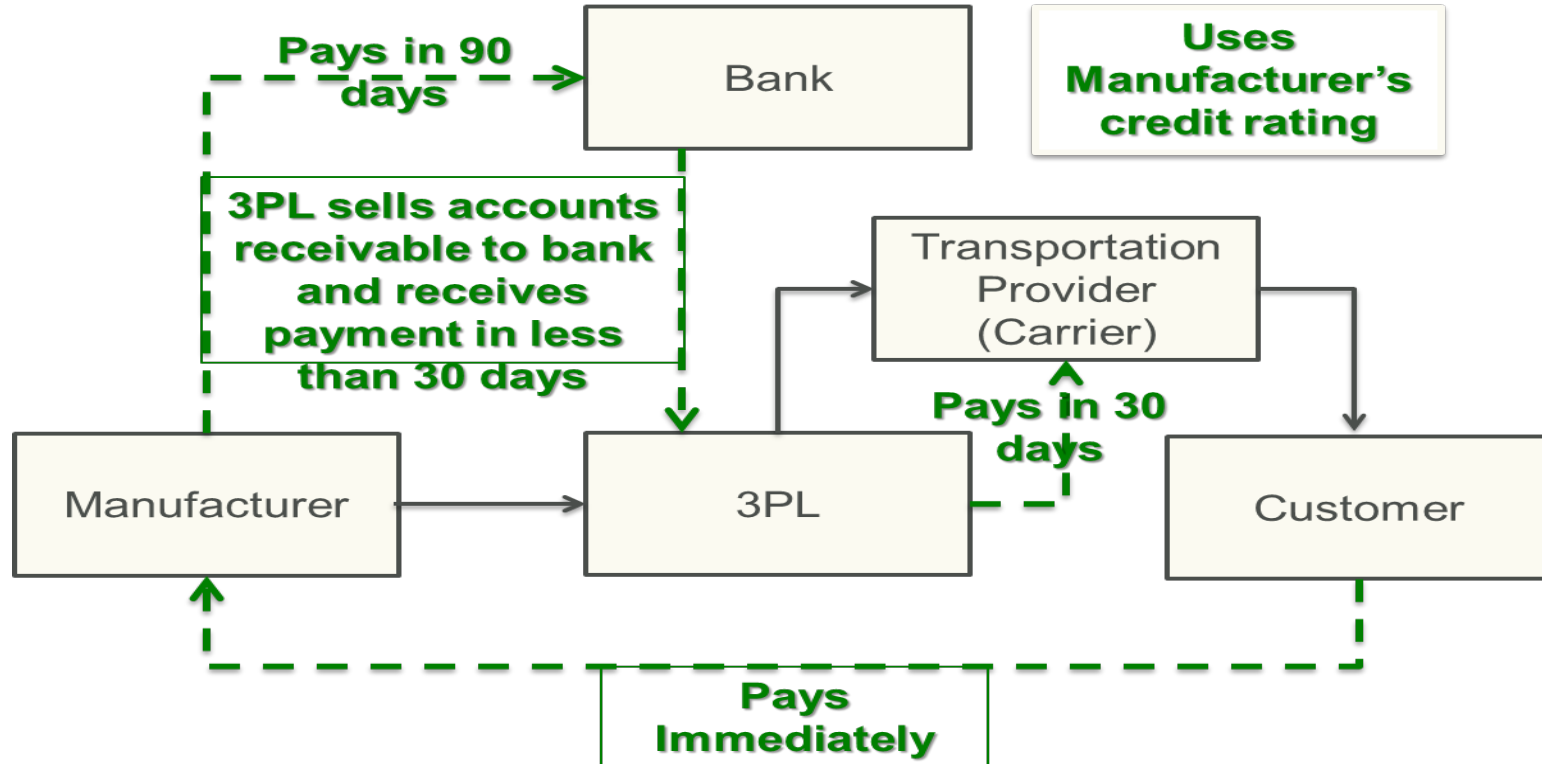 Pays in 90
days
Bank
Uses
Manufacturer’s
credit rating
3PL sells accounts
receivable to bank
and receives
payment in less
than 30 days
Transportation
Provider
(Carrier)
Pays in 30
days
Manufacturer
3PL
Customer
Pays
Immediately